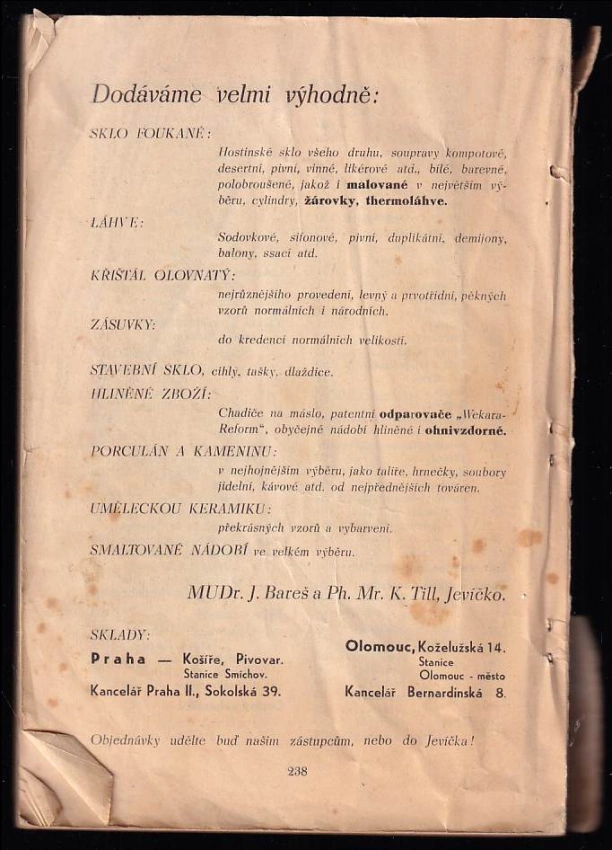 Dodáváme velmi výhodně:
SKLO FOUKANÉ:
Hostinské sklo všeho druhu, soupravy kompotové,
desertní, pivní, vinné, likérové atd., bílé, barevné,
polobroušené, jakož i malované v největším vý-
běru, cylindry, žárovky, thermoláhve.
LÁHVE:
Sodovkové, sifonové, pivní, duplikátní, demijony,
balony, ssací atd.
KŘIŠTÁL OLOVNATÝ:
nejrůznějšího provedení, levný a prvotřídní, pěkných
vzorů normálních i národních.
ZÁSUVKY:
do kredencí normálních velikostí.
STAVEBNÍ SKLO, cihly, tašky, dlaždice.
HLINĚNÉ ZBOŽÍ:
Chadiče na máslo, patentní odparovače „Wekara-
Reform“, obyčejné nádobí hliněné i ohnivzdorné.
PORCULÁN A KAMENINU:
v nejhojnějším výběru, jako talíře, hrnečky, soubory
jídelní, kávové atd. od nejpřednějších továren.
UMĚLECKOU KERAMIKU:
překrásných vzorů a vybarvení.
SMALTOVANÉ NÁDOBÍ ve velkém výběru.
MUDr. J. Bareš a Ph. Mr. K. Till, Jevíčko.
SKLADY:
Praha — Košíře, Pivovar.
Stanice Smíchov.
Kancelář Praha II., Sokolská 39.
Olomouc, Koželužská 14.
Stanice
Olomouc - město
Kancelář Bernardinská 8.
Objednávky udělte buď našim zástupcům, nebo do Jevíčka!
238